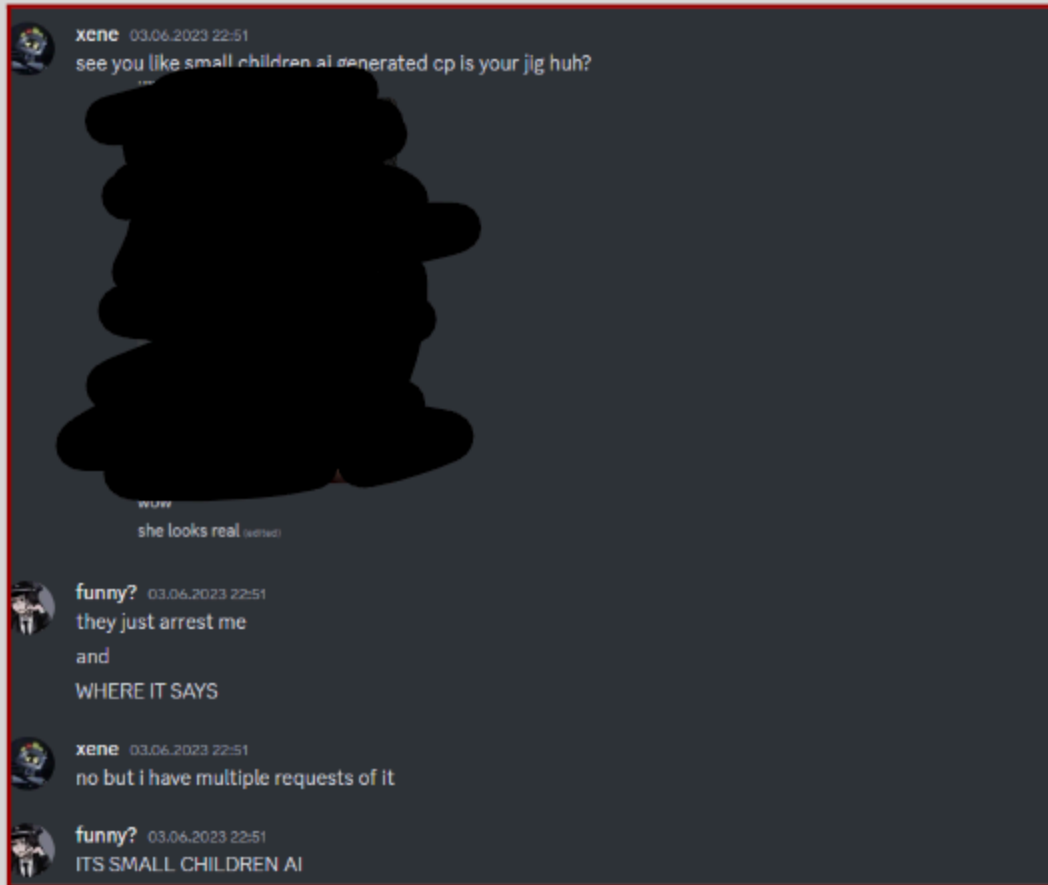 xene 03.06.2023 22:51
see you like small children ai generated cp is your jig huh?
wow
she looks real (edited)
funny? 03.06.2023 22:51
they just arrest me
and
WHERE IT SAYS
xene 03.06.2023 22:51
no but i have multiple requests of it
funny? 03.06.2023 22:51
ITS SMALL CHILDREN AI